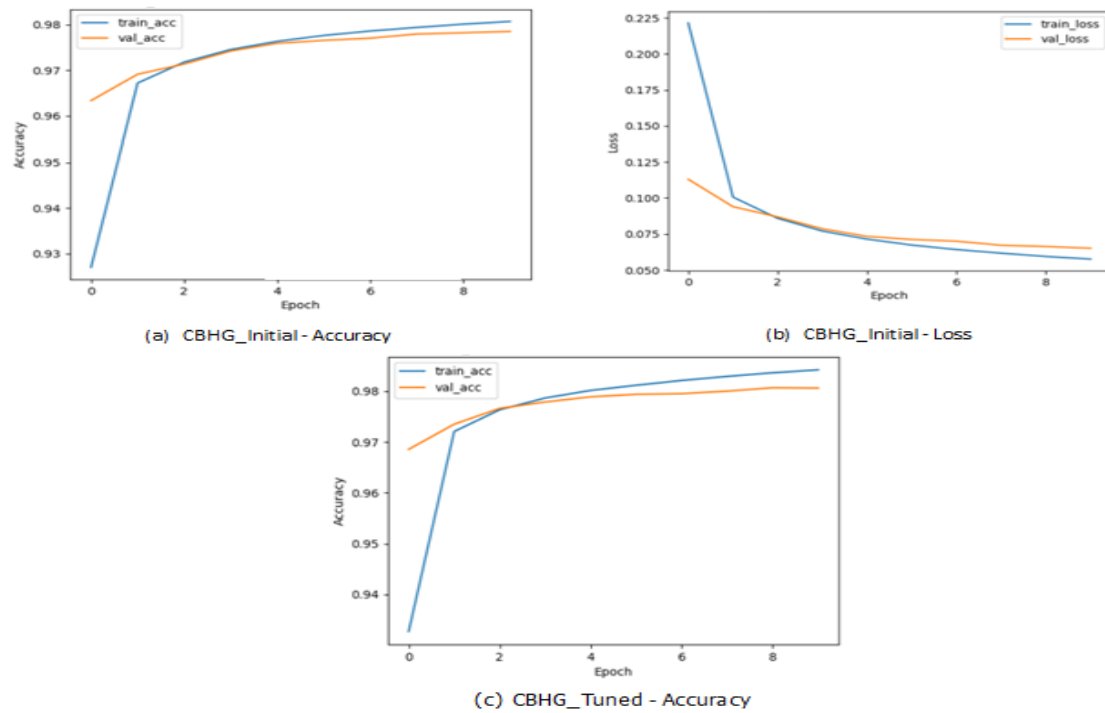 0.98
0.97
0.96
0.95
0.94
0.93
Accuracy
train_acc
val_acc
0 2 4 6 8
Epoch
(a) CBHG_Initial - Accuracy
0.225
0.200
0.175
0.150
0.125
0.100
0.075
0.050
Loss
train_loss
val_loss
0 2 4 6 8
Epoch
(b) CBHG_Initial - Loss
0.98
0.97
0.96
0.95
0.94
Accuracy
train_acc
val_acc
0 2 4 6 8
Epoch
(c) CBHG_Tuned - Accuracy